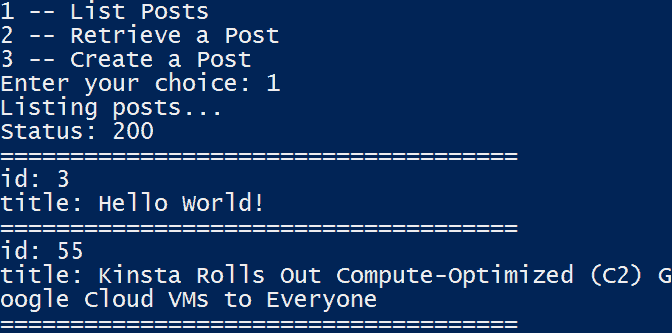 1 -- List Posts
2 -- Retrieve a Post
3 -- Create a Post
Enter your choice: 1
Listing posts...
Status: 200
=====================================
id: 3
title: Hello World!
=====================================
id: 55
title: Kinsta Rolls Out Compute-Optimized (C2) G
oogle Cloud VMs to Everyone
=====================================